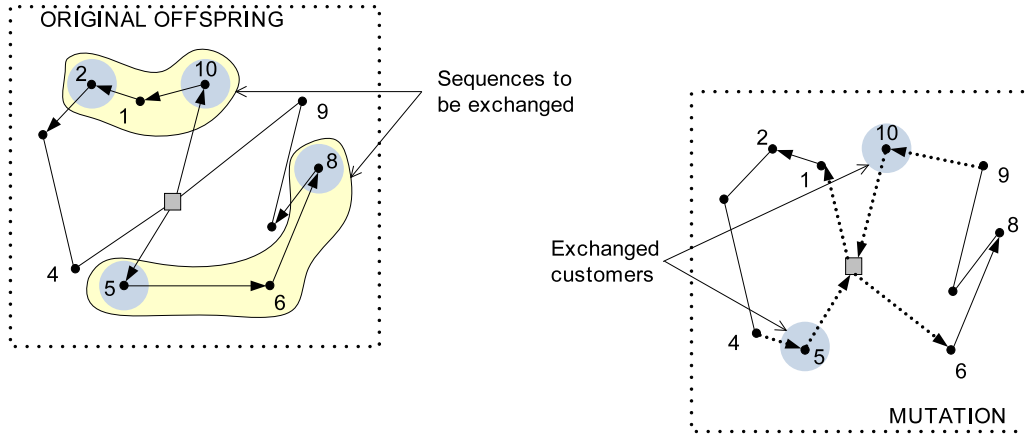 ORIGINAL OFFSPRING
2
10
1
9
8
4
5
6
Sequences to
be exchanged
2
10
1
9
8
Exchanged
customers
4
5
6
MUTATION